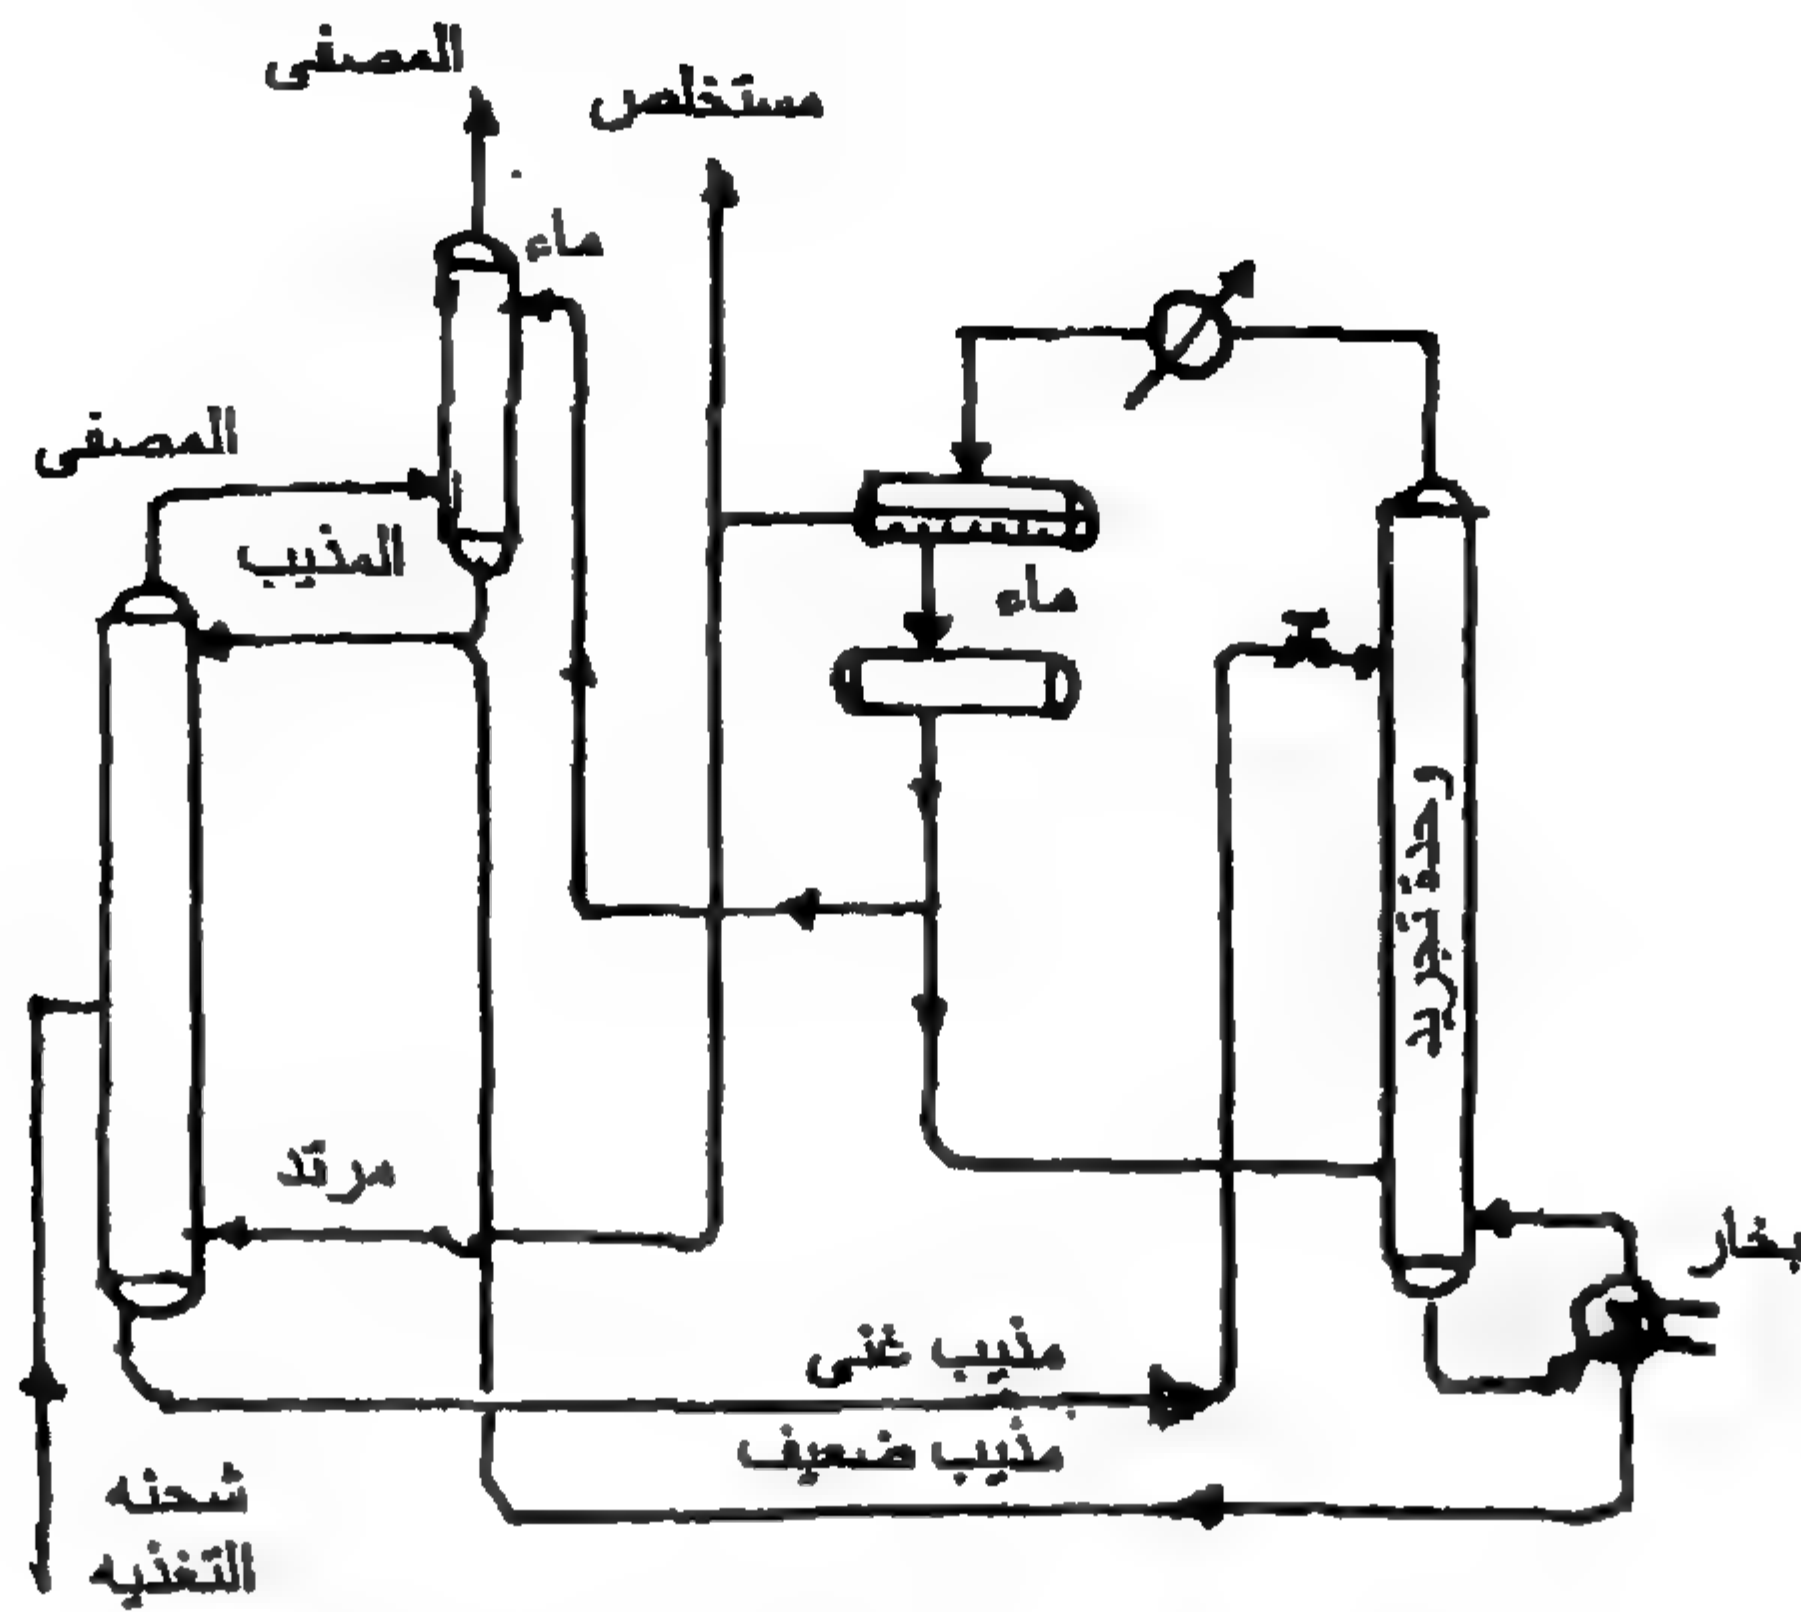 المصفى
مستخلص
ماء
المصفى
المذيب
ماء
وحدة تجريد
مرتد
بخار
مذيب غنى
مذيب ضعيف
شحنه
التغذيه